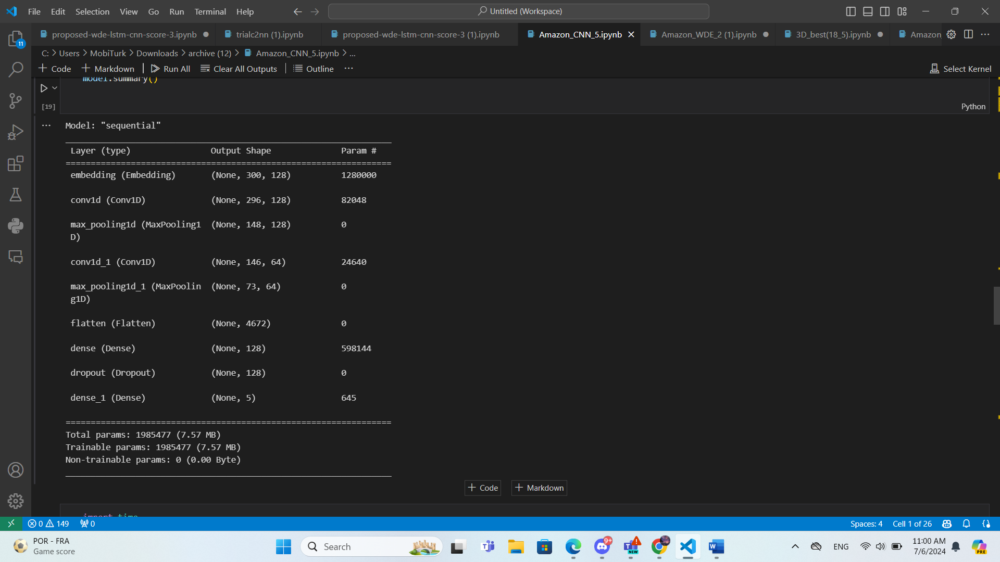 File Edit Selection View Go Run Terminal Help
Untitled (Workspace)
proposed-wde-lstm-cnn-score-3.ipynb
trialc2nn (1).ipynb
proposed-wde-lstm-cnn-score-3 (1).ipynb
Amazon_CNN_5.ipynb
Amazon_WDE_2 (1).ipynb
3D_best(18_5).ipynb
Amazon
C: > Users > MobiTurk > Downloads > archive (12) > Amazon_CNN_5.ipynb > ...
+ Code + Markdown | Run All Clear All Outputs | Outline ...
Select Kernel
11
model.summary()
[19]
Python
Model: "sequential"
_________________________________________________________________
Layer (type) Output Shape Param #
=================================================================
embedding (Embedding) (None, 300, 128) 1280000
conv1d (Conv1D) (None, 296, 128) 82048
max_pooling1d (MaxPooling1 (None, 148, 128) 0
D)
conv1d_1 (Conv1D) (None, 146, 64) 24640
max_pooling1d_1 (MaxPoolin (None, 73, 64) 0
g1D)
flatten (Flatten) (None, 4672) 0
dense (Dense) (None, 128) 598144
dropout (Dropout) (None, 128) 0
dense_1 (Dense) (None, 5) 645
=================================================================
Total params: 1985477 (7.57 MB)
Trainable params: 1985477 (7.57 MB)
Non-trainable params: 0 (0.00 Byte)
_________________________________________________________________
+ Code + Markdown
import time
0 149 0
Spaces: 4 Cell 1 of 26
POR - FRA
Game score
Search
9+
NEW
ENG
11:00 AM
7/6/2024
PRE